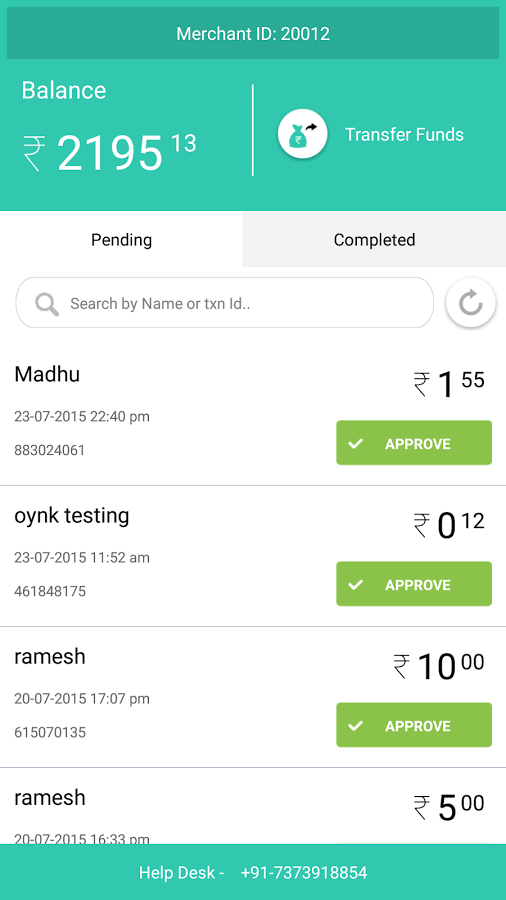 Merchant ID: 20012
Balance
₹ 2195 13
Transfer Funds
Pending
Completed
Search by Name or txn Id..
Madhu
₹ 1 55
23-07-2015 22:40 pm
883024061
APPROVE
oynk testing
₹ 0 12
23-07-2015 11:52 am
461848175
APPROVE
ramesh
₹ 10 00
20-07-2015 17:07 pm
615070135
APPROVE
ramesh
₹ 5 00
20-07-2015 16:33 pm
Help Desk - +91-7373918854